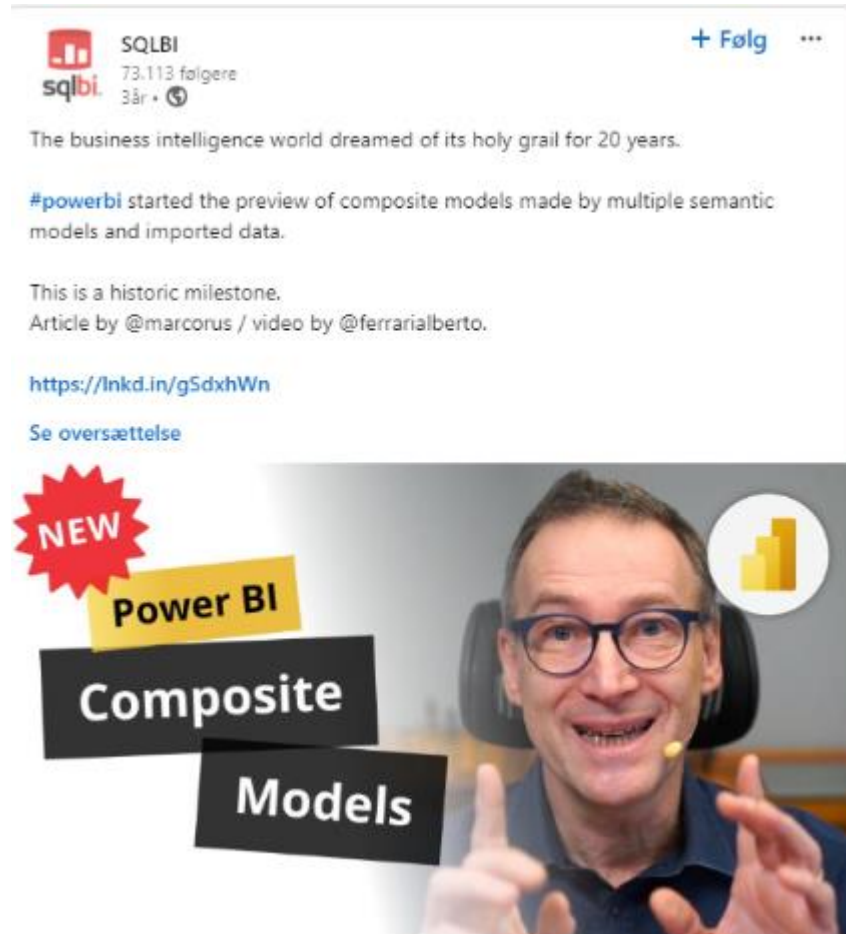 SQLBI
+ Følg ...
sqlbi.
73.113 følgere
3år •
The business intelligence world dreamed of its holy grail for 20 years.
#powerbi started the preview of composite models made by multiple semantic
models and imported data.
This is a historic milestone.
Article by @marcorus / video by @ferrarialberto.
https://lnkd.in/gSdxhWn
Se oversættelse
NEW
Power BI
Composite
Models